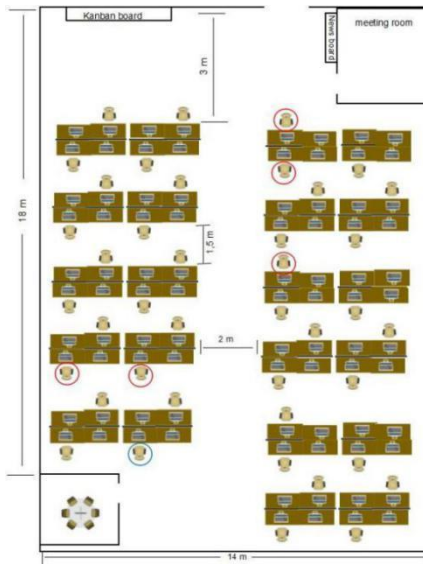 Kanban board
News board
meeting room
3 m
18 m
1,5 m
2 m
14 m